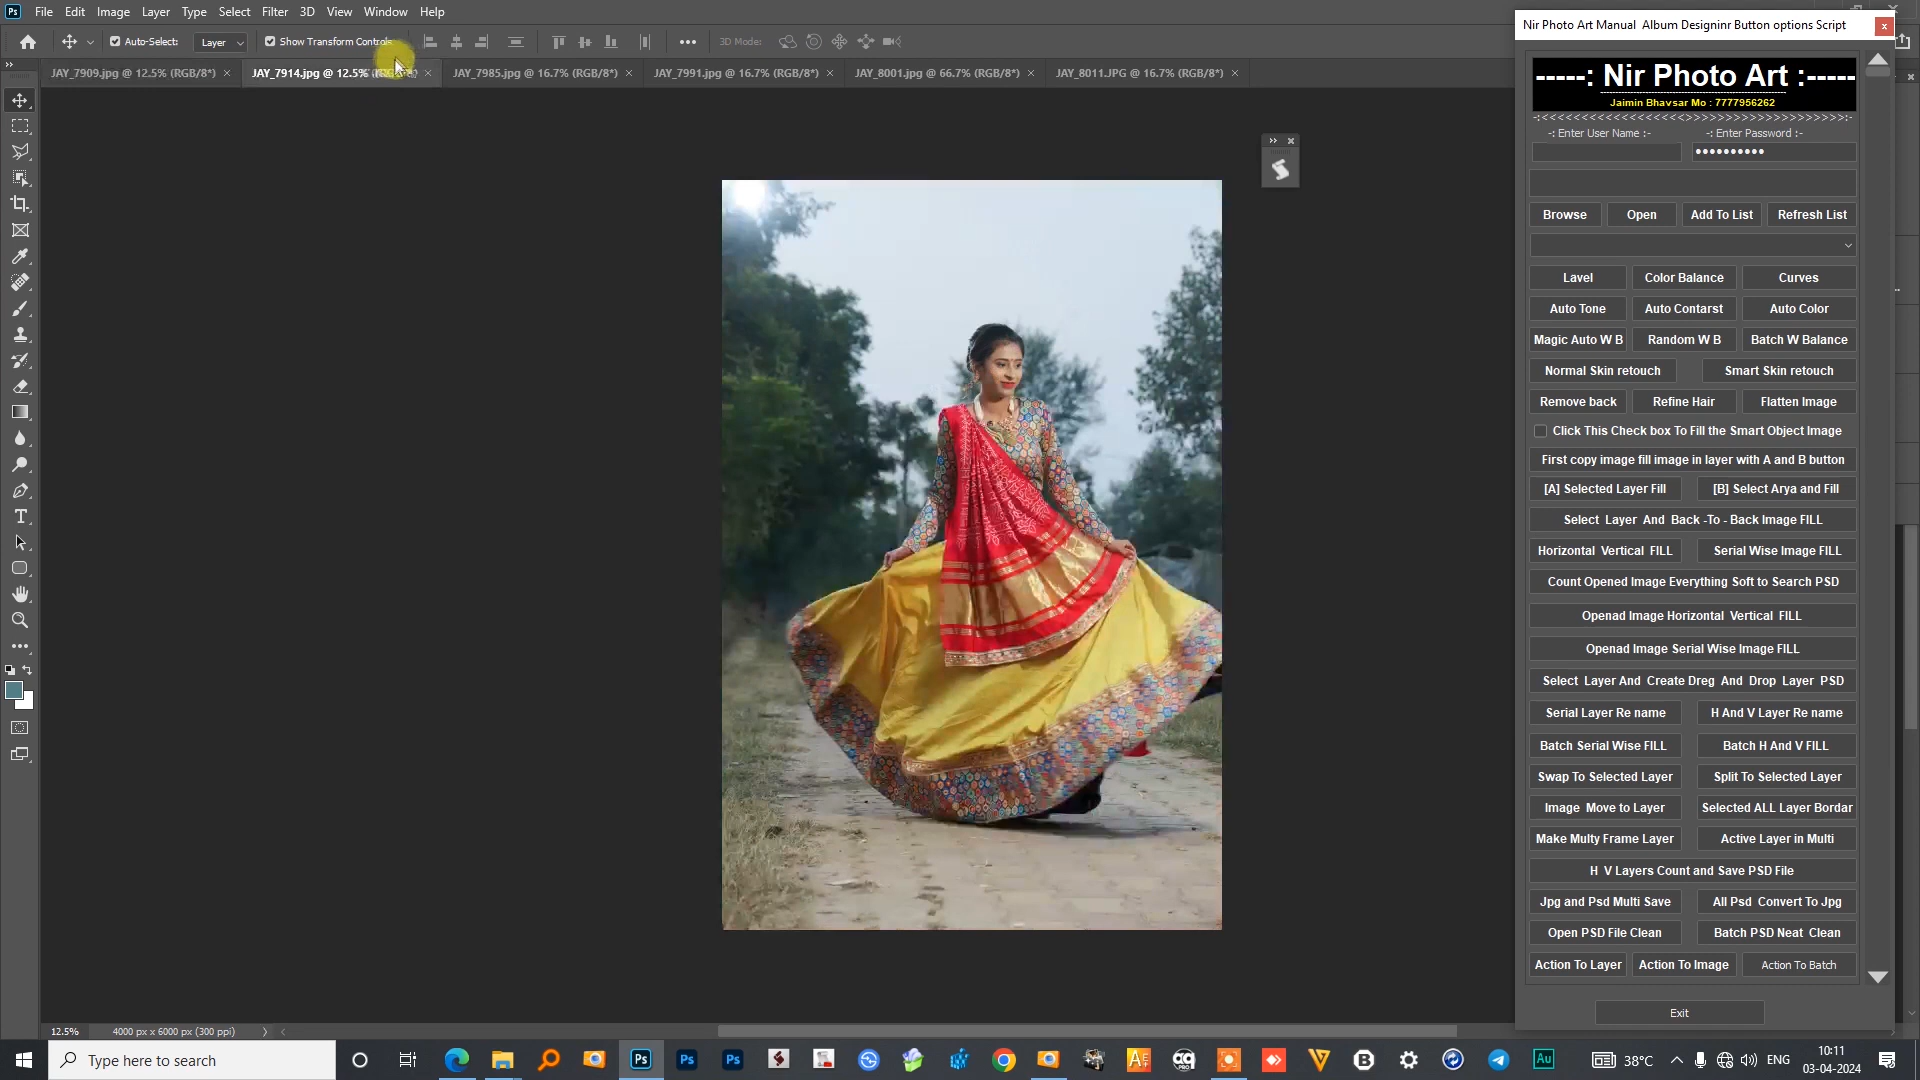 Ps File Edit Image Layer Type Select Filter 3D View Window Help
Auto-Select: Layer Show Transform Controls 3D Mode:
JAY_7909.jpg @ 12.5% (RGB/8*) JAY_7914.jpg @ 12.5% JAY_7985.jpg @ 16.7% (RGB/8*) JAY_7991.jpg @ 16.7% (RGB/8*) JAY_8001.jpg @ 66.7% (RGB/8*) JAY_8011.JPG @ 16.7% (RGB/8*)
Nir Photo Art Manual Album Designinr Button options Script
-----: Nir Photo Art :-----
Jaimin Bhavsar Mo : 7777956262
-: Enter User Name :- -: Enter Password :-
Browse Open Add To List Refresh List
Lavel Color Balance Curves
Auto Tone Auto Contarst Auto Color
Magic Auto W B Random W B Batch W Balance
Normal Skin retouch Smart Skin retouch
Remove back Refine Hair Flatten Image
Click This Check box To Fill the Smart Object Image
First copy image fill image in layer with A and B button
[A] Selected Layer Fill [B] Select Arya and Fill
Select Layer And Back -To - Back Image FILL
Horizontal Vertical FILL Serial Wise Image FILL
Count Opened Image Everything Soft to Search PSD
Openad Image Horizontal Vertical FILL
Openad Image Serial Wise Image FILL
Select Layer And Create Dreg And Drop Layer PSD
Serial Layer Re name H And V Layer Re name
Batch Serial Wise FILL Batch H And V FILL
Swap To Selected Layer Split To Selected Layer
Image Move to Layer Selected ALL Layer Bordar
Make Multy Frame Layer Active Layer in Multi
H V Layers Count and Save PSD File
Jpg and Psd Multi Save All Psd Convert To Jpg
Open PSD File Clean Batch PSD Neat Clean
Action To Layer Action To Image Action To Batch
Exit
12.5% 4000 px x 6000 px (300 ppi)
Type here to search
Ps Ps Ps Au
38°C ENG 10:11
03-04-2024